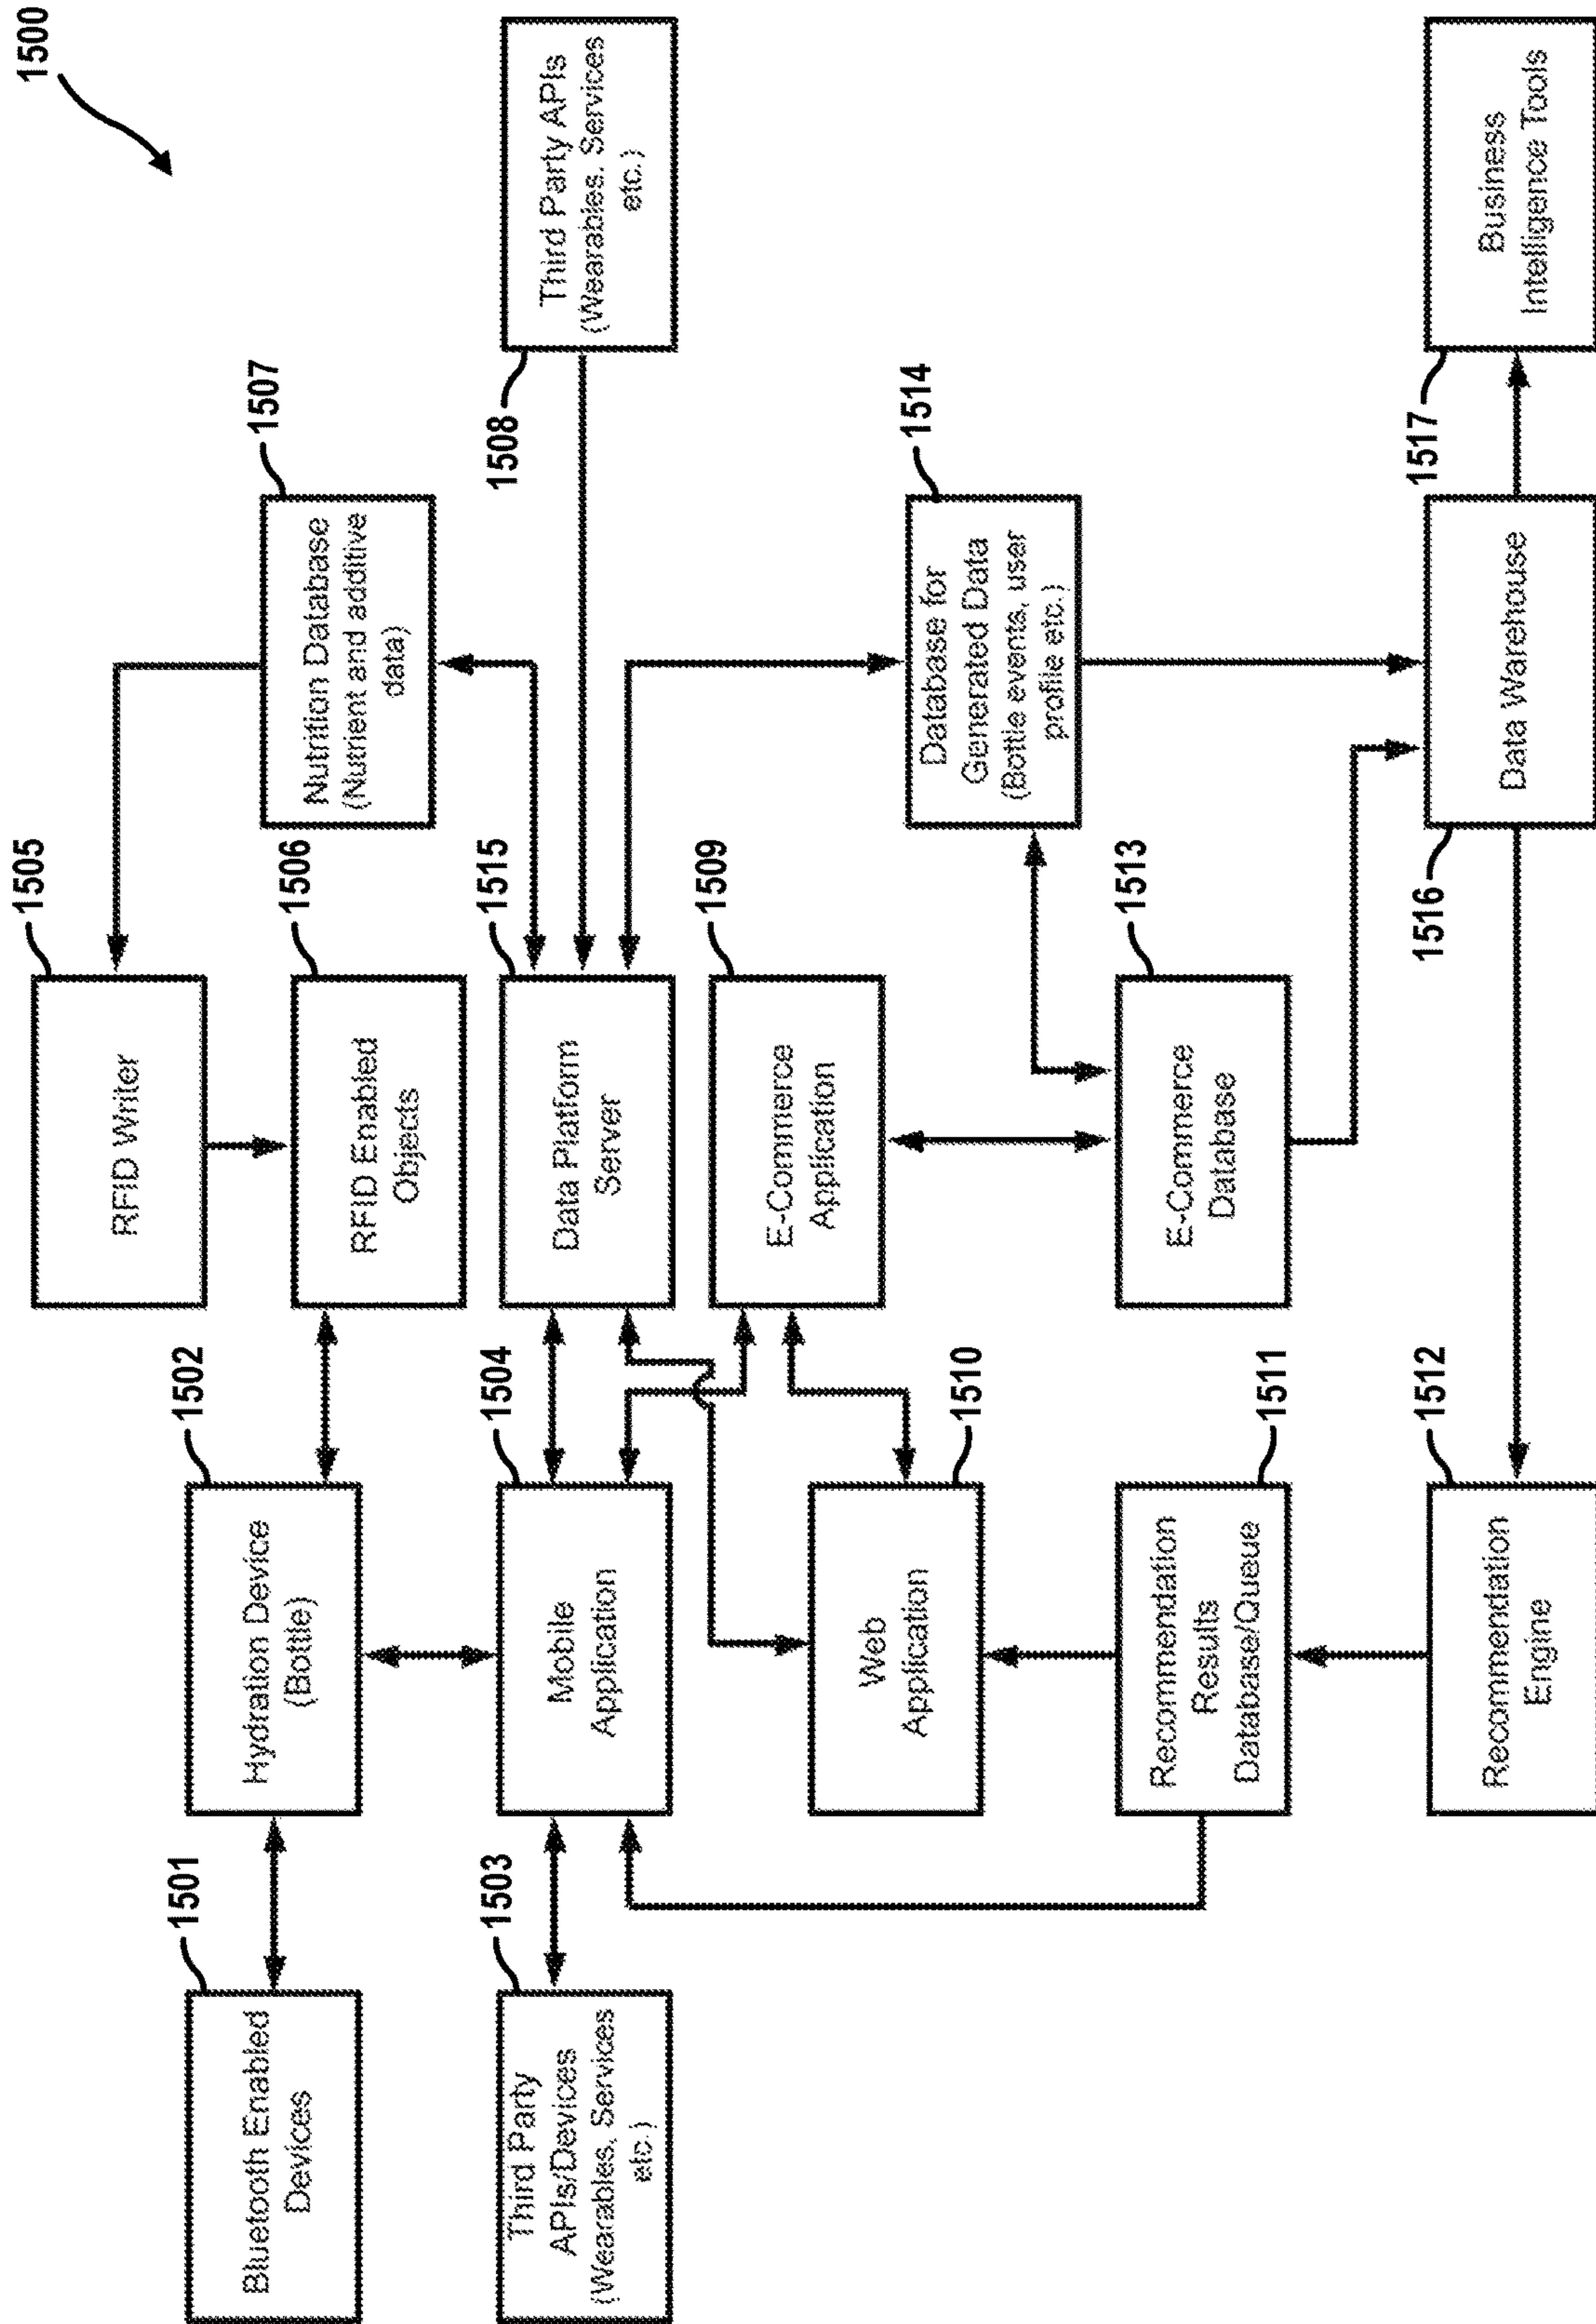 1500
1505
RFID Writer
1501
Bluetooth Enabled
Devices
1502
Hydration Device
(Bottle)
1506
RFID Enabled
Objects
1507
Nutrition Database
(Nutrient and additive
data)
1503
Third Party
APIs/Devices
(Wearables, Services
etc.)
1504
Mobile
Application
1515
Data Platform
Server
1508
Third Party APIs
(Wearables, Services
etc.)
1510
Web
Application
1509
E-Commerce
Application
1514
Database for
Generated Data
(Bottle events, user
profile etc.)
1511
Recommendation
Results
Database/Queue
1513
E-Commerce
Database
1512
Recommendation
Engine
1516
Data Warehouse
1517
Business
Intelligence Tools